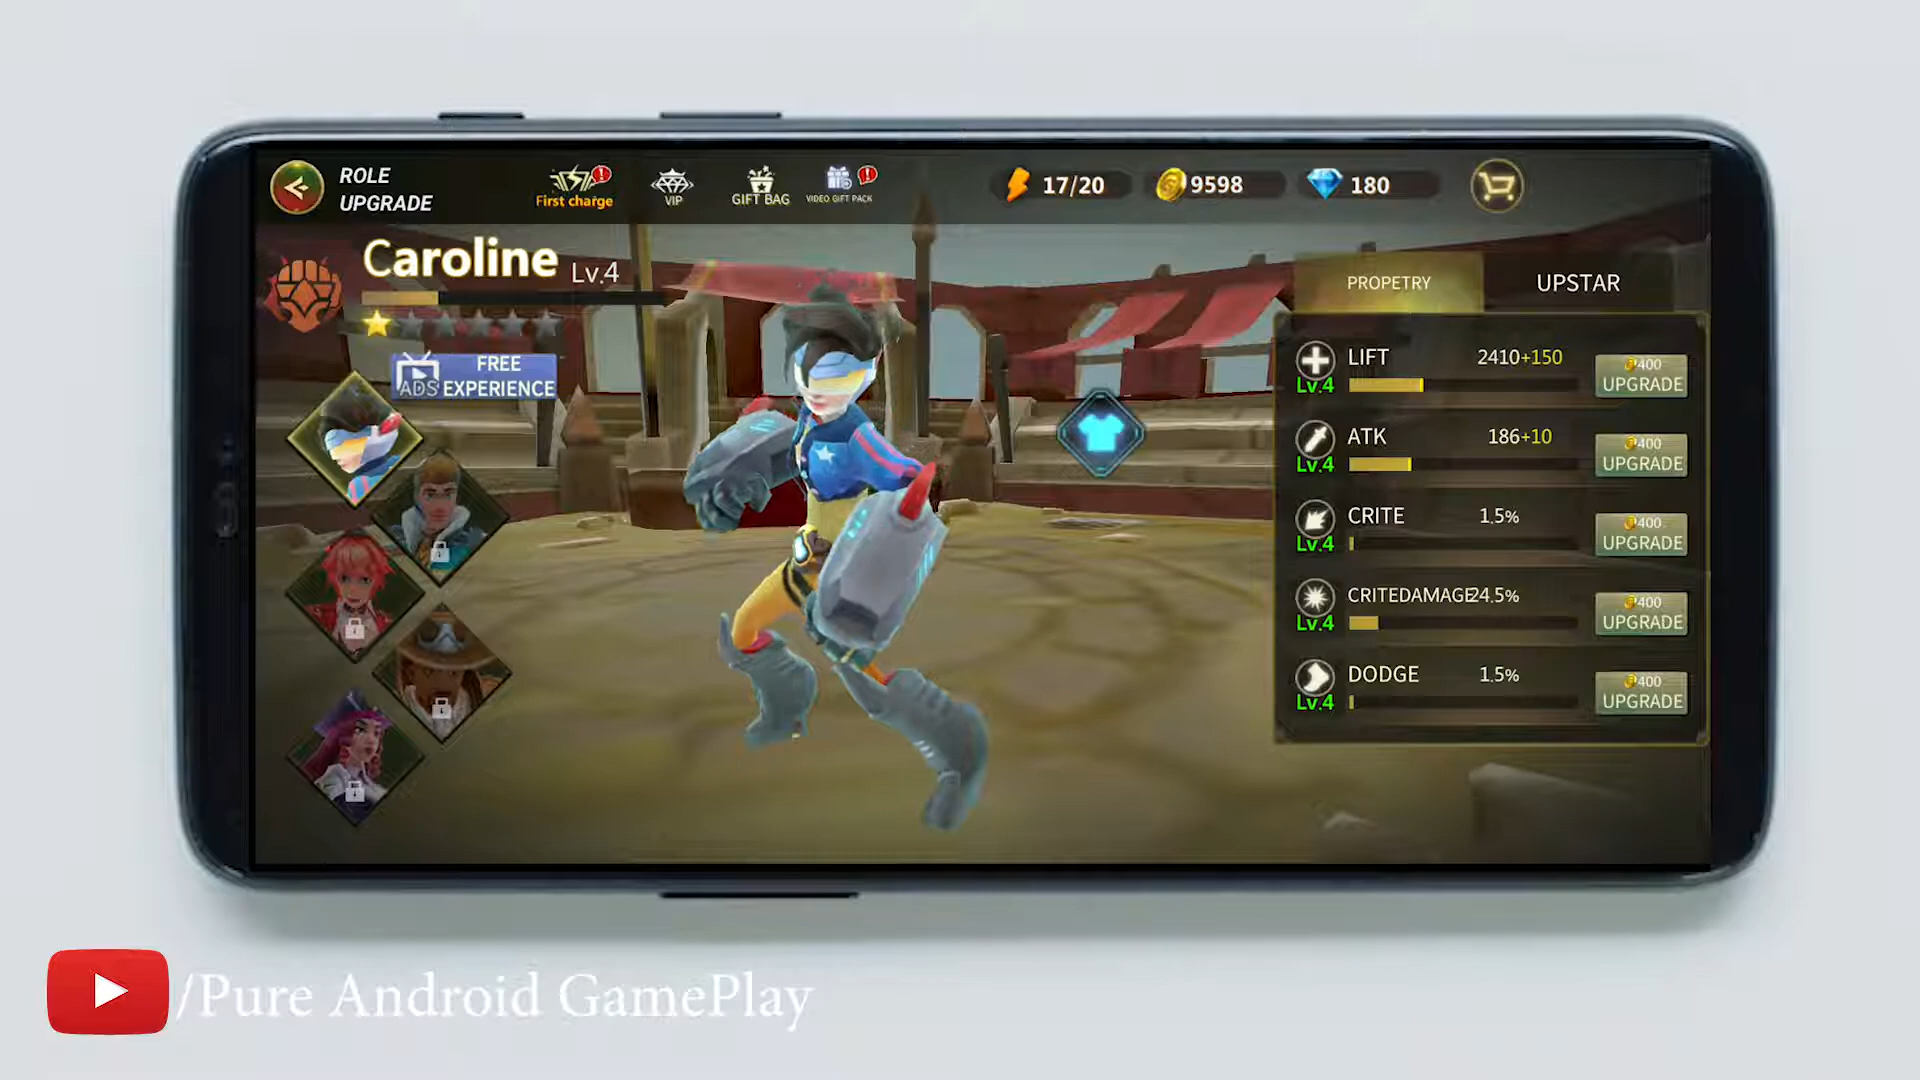 ROLE
UPGRADE
First charge
VIP
GIFT BAG
VIDEO GIFT PACK
17/20
9598
180
Caroline Lv.4
ADS
FREE
EXPERIENCE
PROPETRY
UPSTAR
LIFT 2410+150
Lv.4
400
UPGRADE
ATK 186+10
Lv.4
400
UPGRADE
CRITE 1.5%
Lv.4
400
UPGRADE
CRITEDAMAGE24.5%
Lv.4
400
UPGRADE
DODGE 1.5%
Lv.4
400
UPGRADE
/Pure Android GamePlay